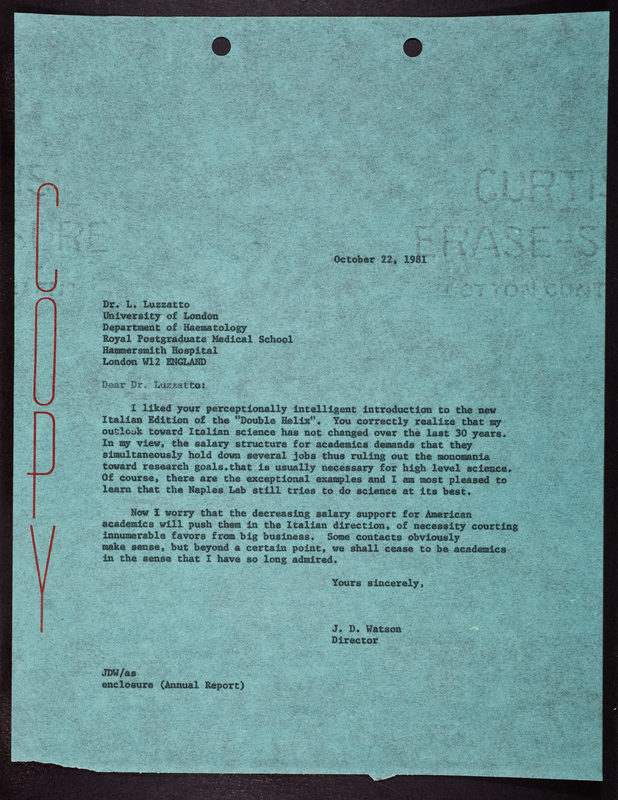 CURTIS
ERASE-S
COTTON CONT
S
URE
COPY
October 22, 1981
Dr. L. Luzzatto
University of London
Department of Haematology
Royal Postgraduate Medical School
Hammersmith Hospital
London W12 ENGLAND
Dear Dr. Luzzatto:
I liked your perceptionally intelligent introduction to the new
Italian Edition of the "Double Helix". You correctly realize that my
outlook toward Italian science has not changed over the last 30 years.
In my view, the salary structure for academics demands that they
simultaneously hold down several jobs thus ruling out the monomania
toward research goals.that is usually necessary for high level science.
Of course, there are the exceptional examples and I am most pleased to
learn that the Naples Lab still tries to do science at its best.
Now I worry that the decreasing salary support for American
academics will push them in the Italian direction, of necessity courting
innumerable favors from big business. Some contacts obviously
make sense, but beyond a certain point, we shall cease to be academics
in the sense that I have so long admired.
Yours sincerely,
J. D. Watson
Director
JDW/as
enclosure (Annual Report)